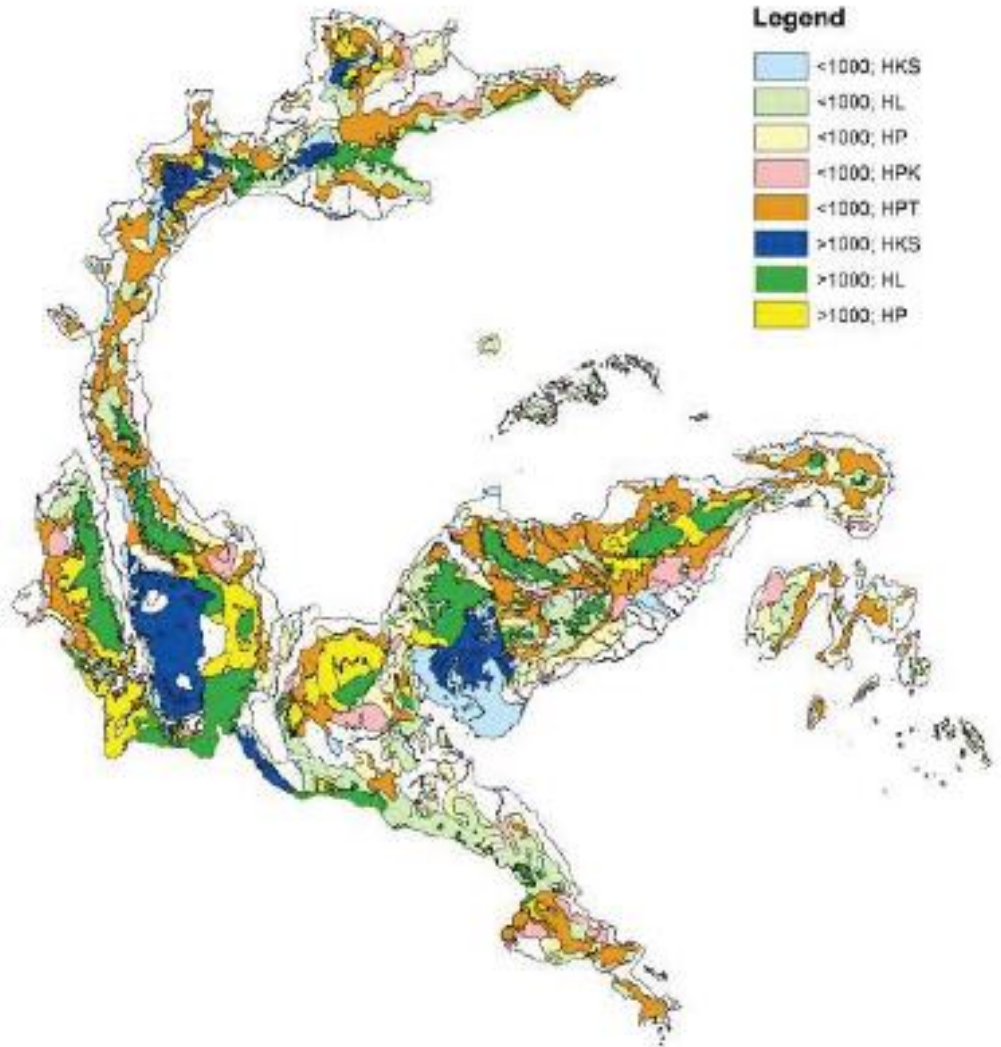 Legend
<1000; HKS
<1000; HL
<1000; HP
<1000; HPK
<1000; HPT
>1000; HKS
>1000; HL
>1000; HP